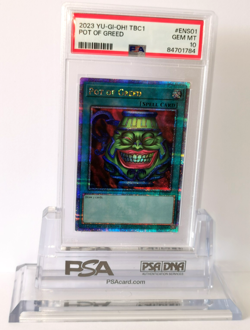 2023 YU-GI-OH! TBC1 #ENS01
POT OF GREED GEM MT
10
PSA 84701784
POT OF GREED
[SPELL CARD]
PSA PSA/DNA
PSAcard.com